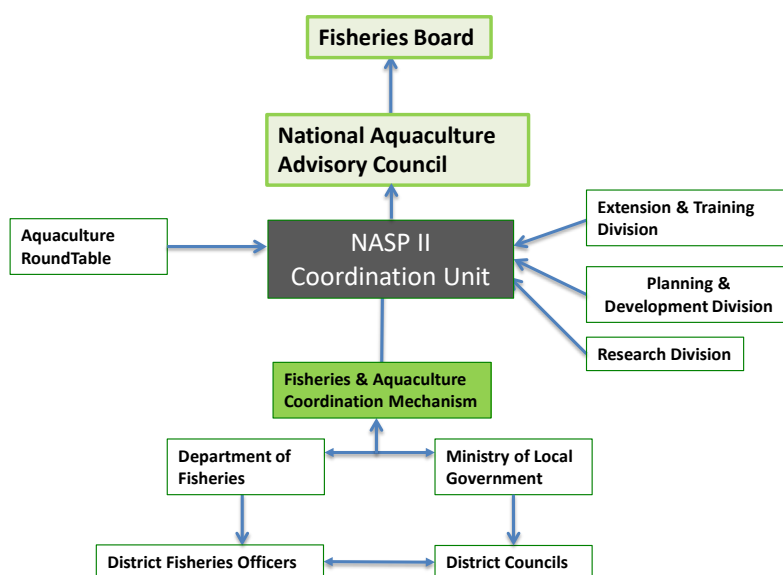 Fisheries Board
National Aquaculture
Advisory Council
Extension & Training
Division
Aquaculture
RoundTable
NASP II
Coordination Unit
Planning &
Development Division
Research Division
Fisheries & Aquaculture
Coordination Mechanism
Department of
Fisheries
Ministry of Local
Government
District Fisheries Officers
District Councils